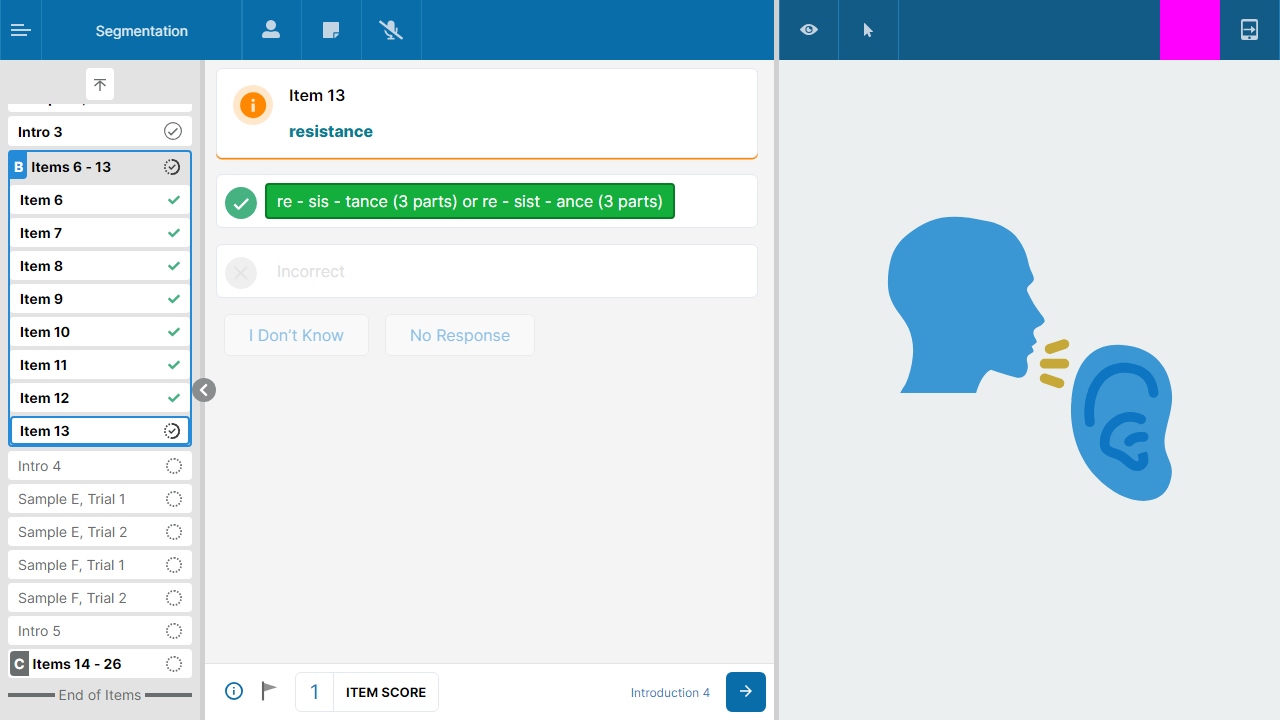 Segmentation
Intro 3
B Items 6 - 13
Item 6
Item 7
Item 8
Item 9
Item 10
Item 11
Item 12
Item 13
Intro 4
Sample E, Trial 1
Sample E, Trial 2
Sample F, Trial 1
Sample F, Trial 2
Intro 5
C Items 14 - 26
End of Items
Item 13
resistance
re - sis - tance (3 parts) or re - sist - ance (3 parts)
Incorrect
I Don't Know
No Response
1 ITEM SCORE
Introduction 4